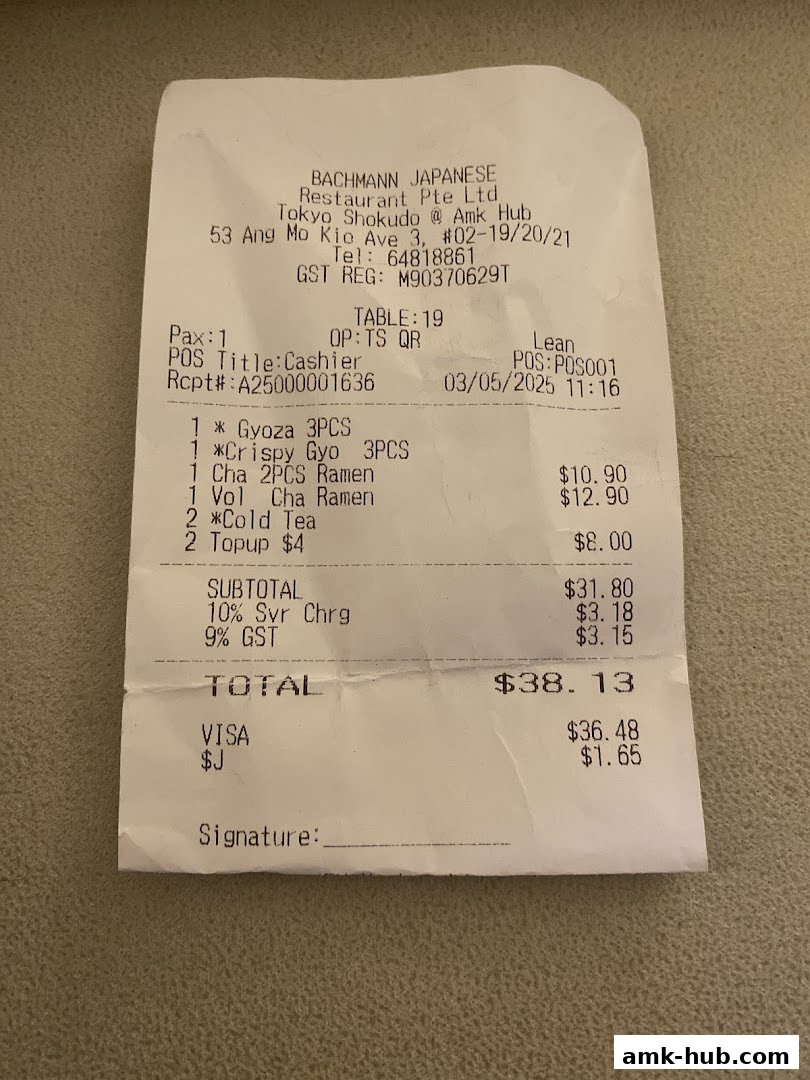 BACHMANN JAPANESE
Restaurant Pte Ltd
Tokyo Shokudo @ Amk Hub
53 Ang Mo Kio Ave 3, #02-19/20/21
Tel: 64818861
GST REG: M90370629T
TABLE:19
Pax:1 OP:TS QR Lean
POS Title:Cashier POS:POS001
Rcpt#:A25000001636 03/05/2025 11:16
1 * Gyoza 3PCS
1 *Crispy Gyo 3PCS
1 Cha 2PCS Ramen $10.90
1 Vol Cha Ramen $12.90
2 *Cold Tea
2 Topup $4 $8.00
SUBTOTAL $31.80
10% Svr Chrg $3.18
9% GST $3.15
TOTAL $38.13
VISA $36.48
$J $1.65
Signature:
amk-hub.com